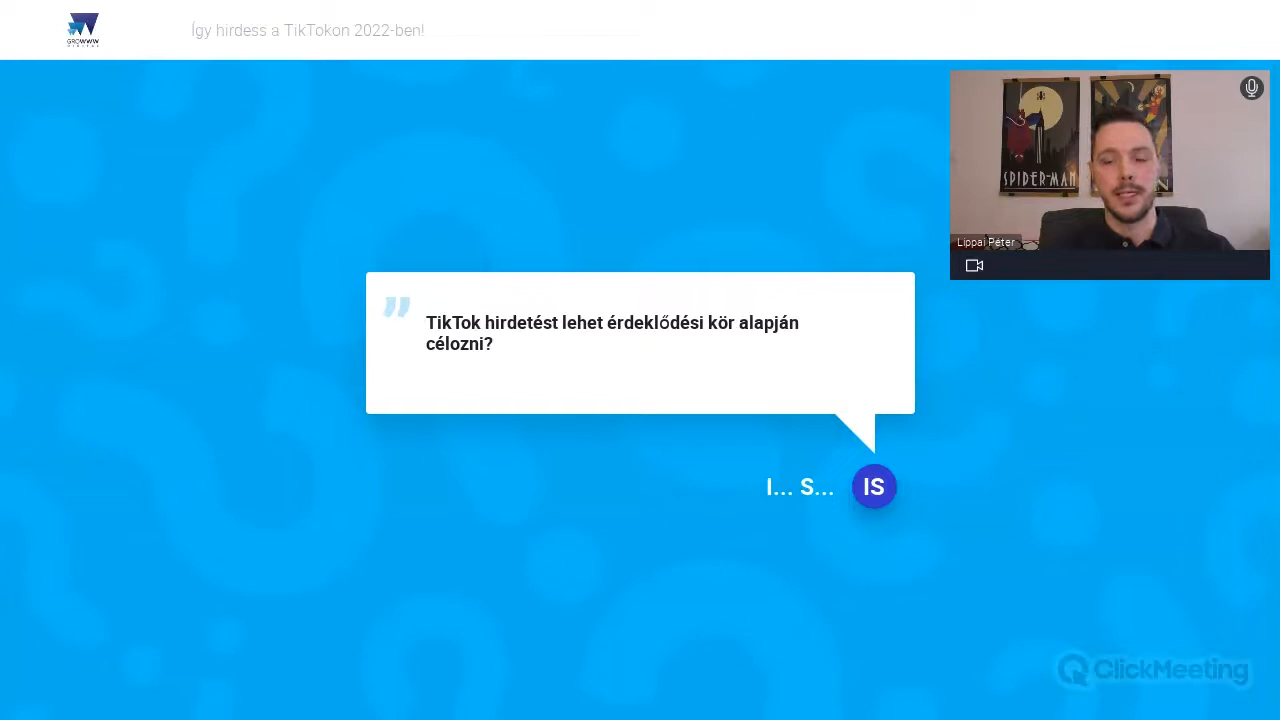 GROWWW
DIGITAL
Így hirdess a TikTokon 2022-ben!
SPIDER-MAN
N
Lippai Péter
TikTok hirdetést lehet érdeklődési kör alapján
célozni?
I... S...
IS
ClickMeeting